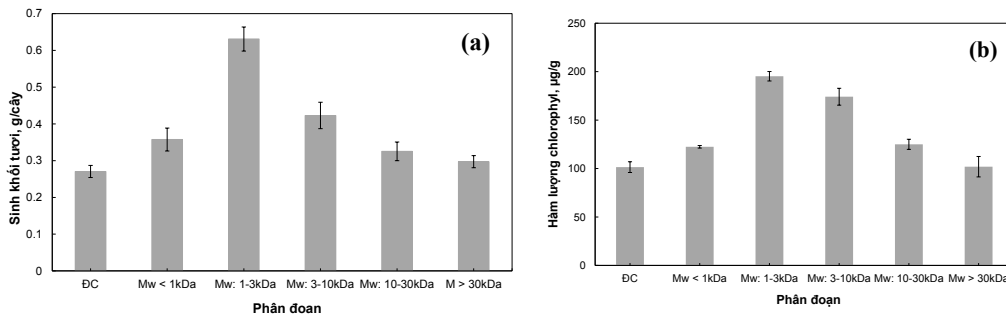 Sinh khối tươi, g/cây
0.7
0.6
0.5
0.4
0.3
0.2
0.1
0
(a)
ĐC Mw < 1kDa Mw: 1-3kDa Mw: 3-10kDa Mw: 10-30kDa M > 30kDa
Phân đoạn
Hàm lượng chlorophyl, µg/g
250
200
150
100
50
0
(b)
ĐC Mw < 1kDa Mw: 1-3kDa Mw: 3-10kDa Mw: 10-30kDa Mw > 30kDa
Phân đoạn